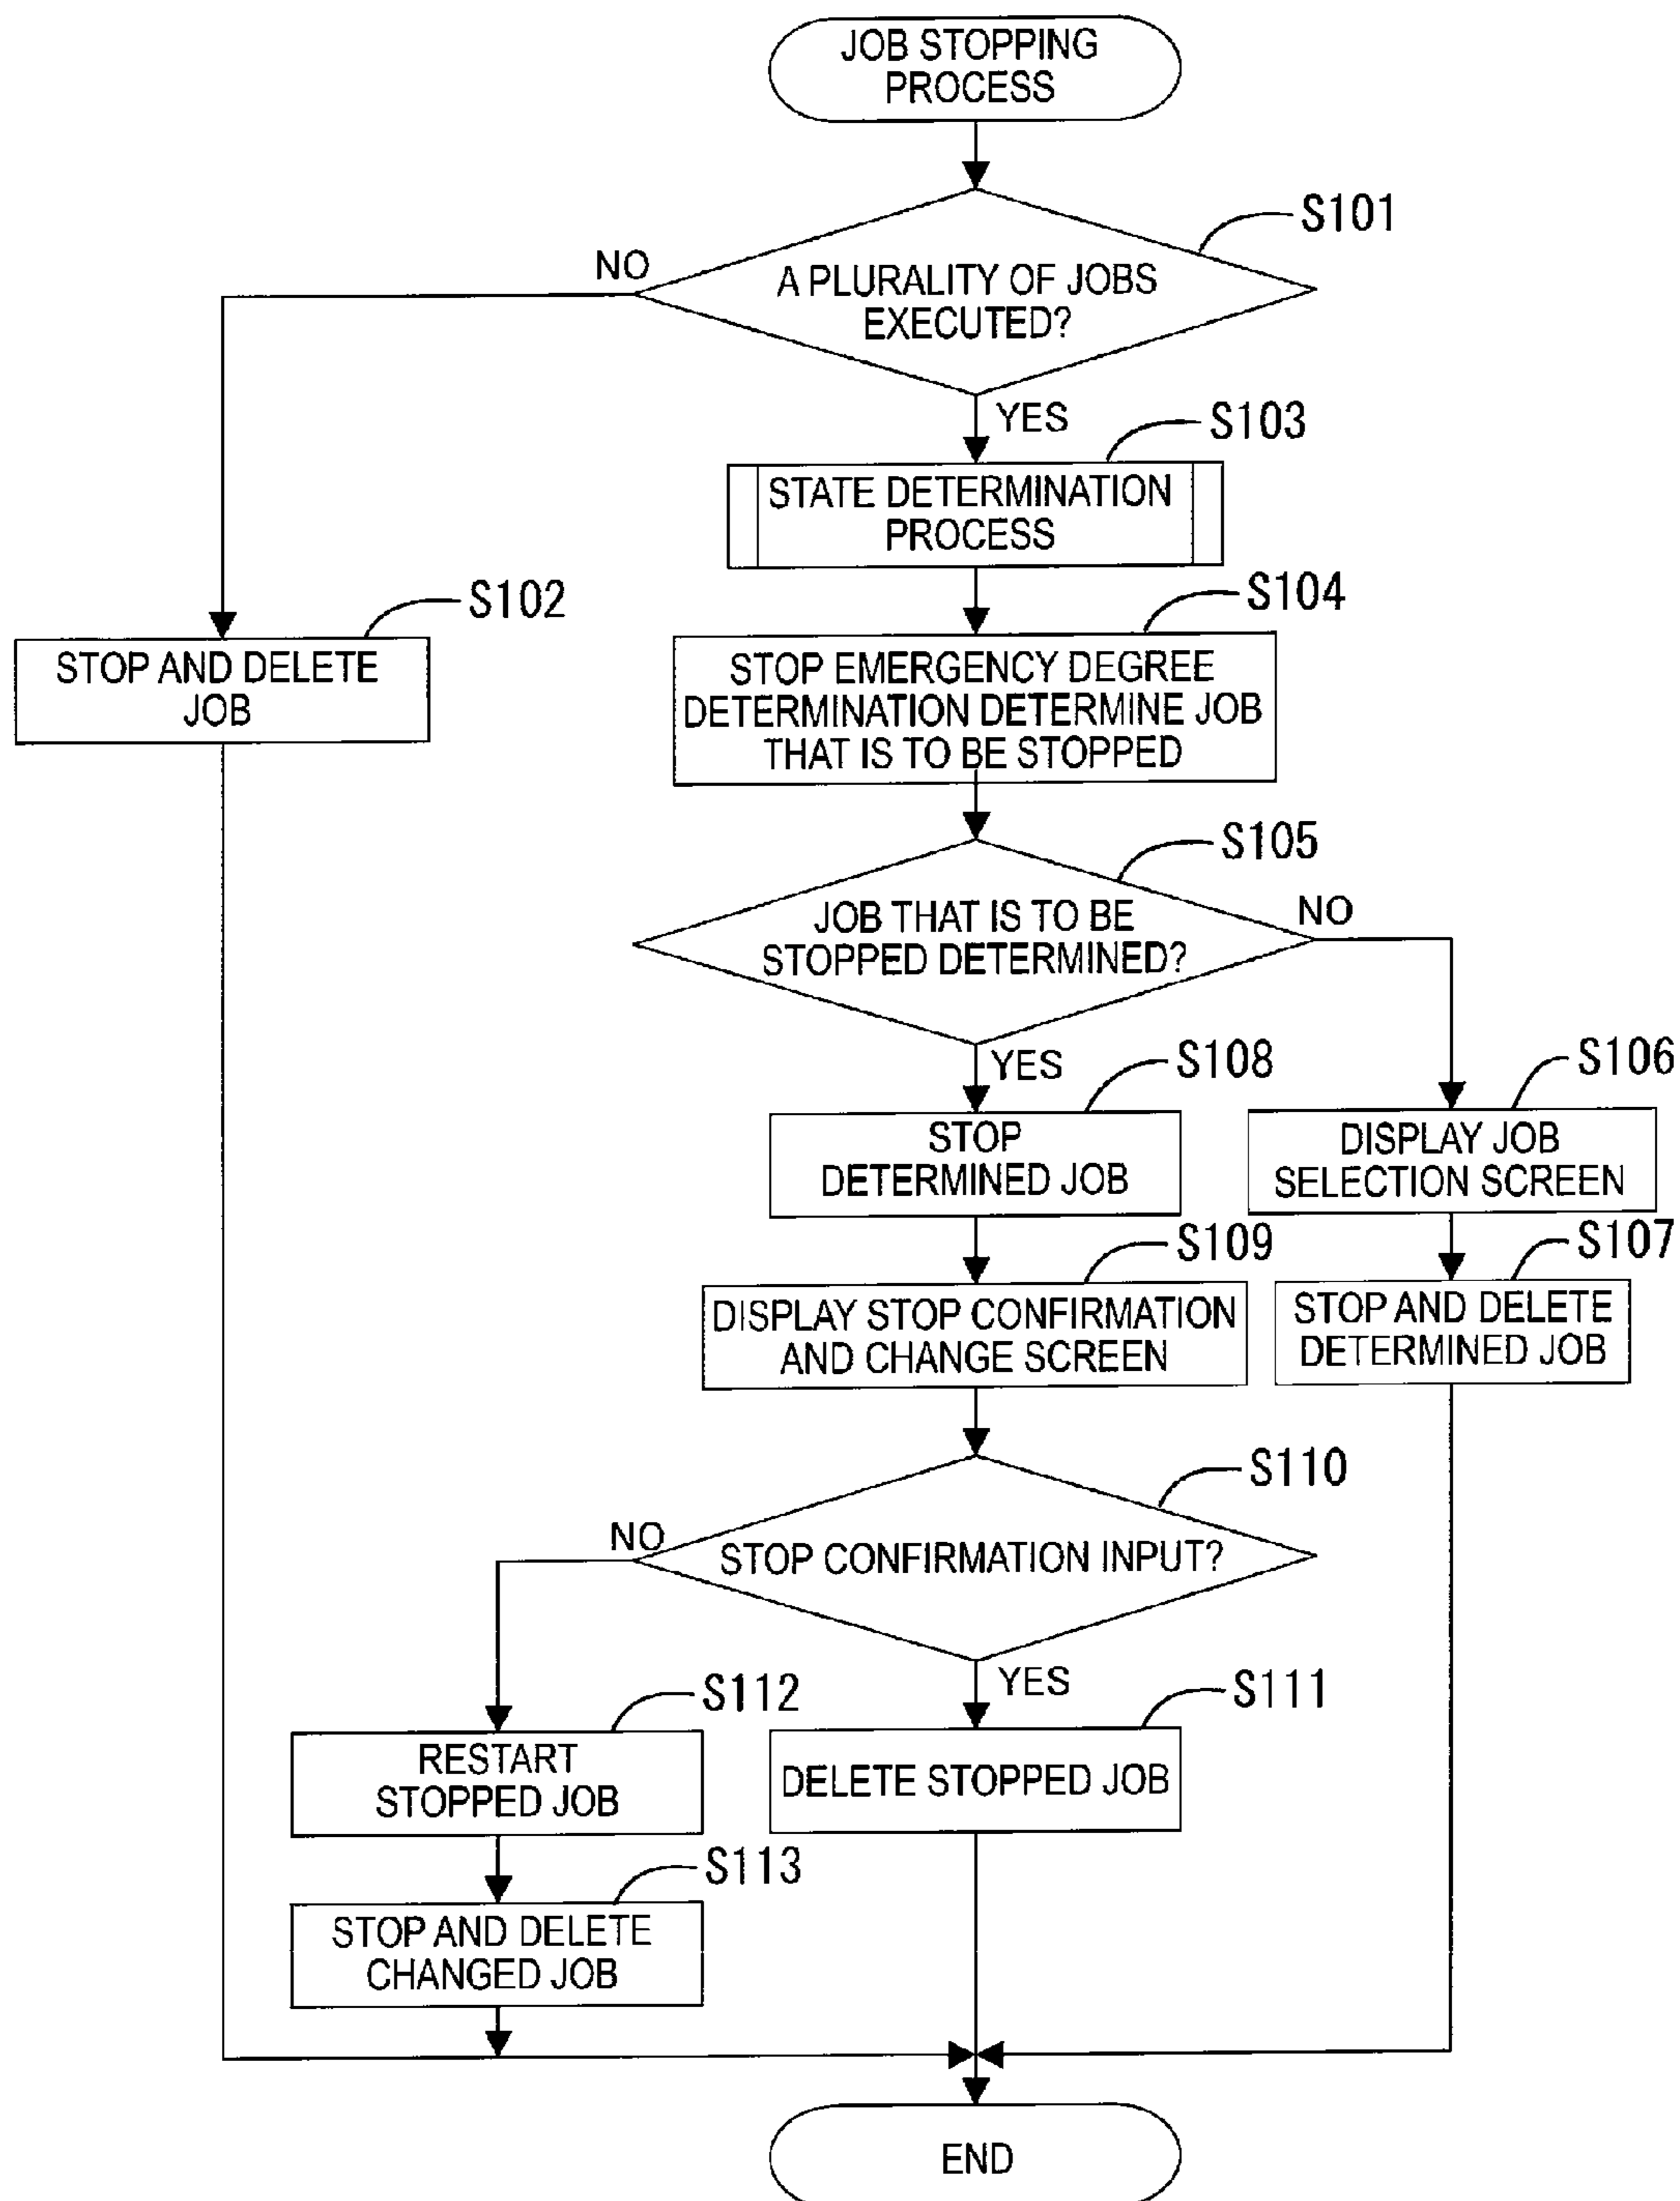 JOB STOPPING
PROCESS
S101
NO
A PLURALITY OF JOBS
EXECUTED?
YES
S103
STATE DETERMINATION
PROCESS
S102
STOP AND DELETE
JOB
S104
STOP EMERGENCY DEGREE
DETERMINATION DETERMINE JOB
THAT IS TO BE STOPPED
S105
JOB THAT IS TO BE
STOPPED DETERMINED?
NO
YES
S108
STOP
DETERMINED JOB
S106
DISPLAY JOB
SELECTION SCREEN
S109
DISPLAY STOP CONFIRMATION
AND CHANGE SCREEN
S107
STOP AND DELETE
DETERMINED JOB
S110
NO
STOP CONFIRMATION INPUT?
YES
S112
RESTART
STOPPED JOB
S111
DELETE STOPPED JOB
S113
STOP AND DELETE
CHANGED JOB
END